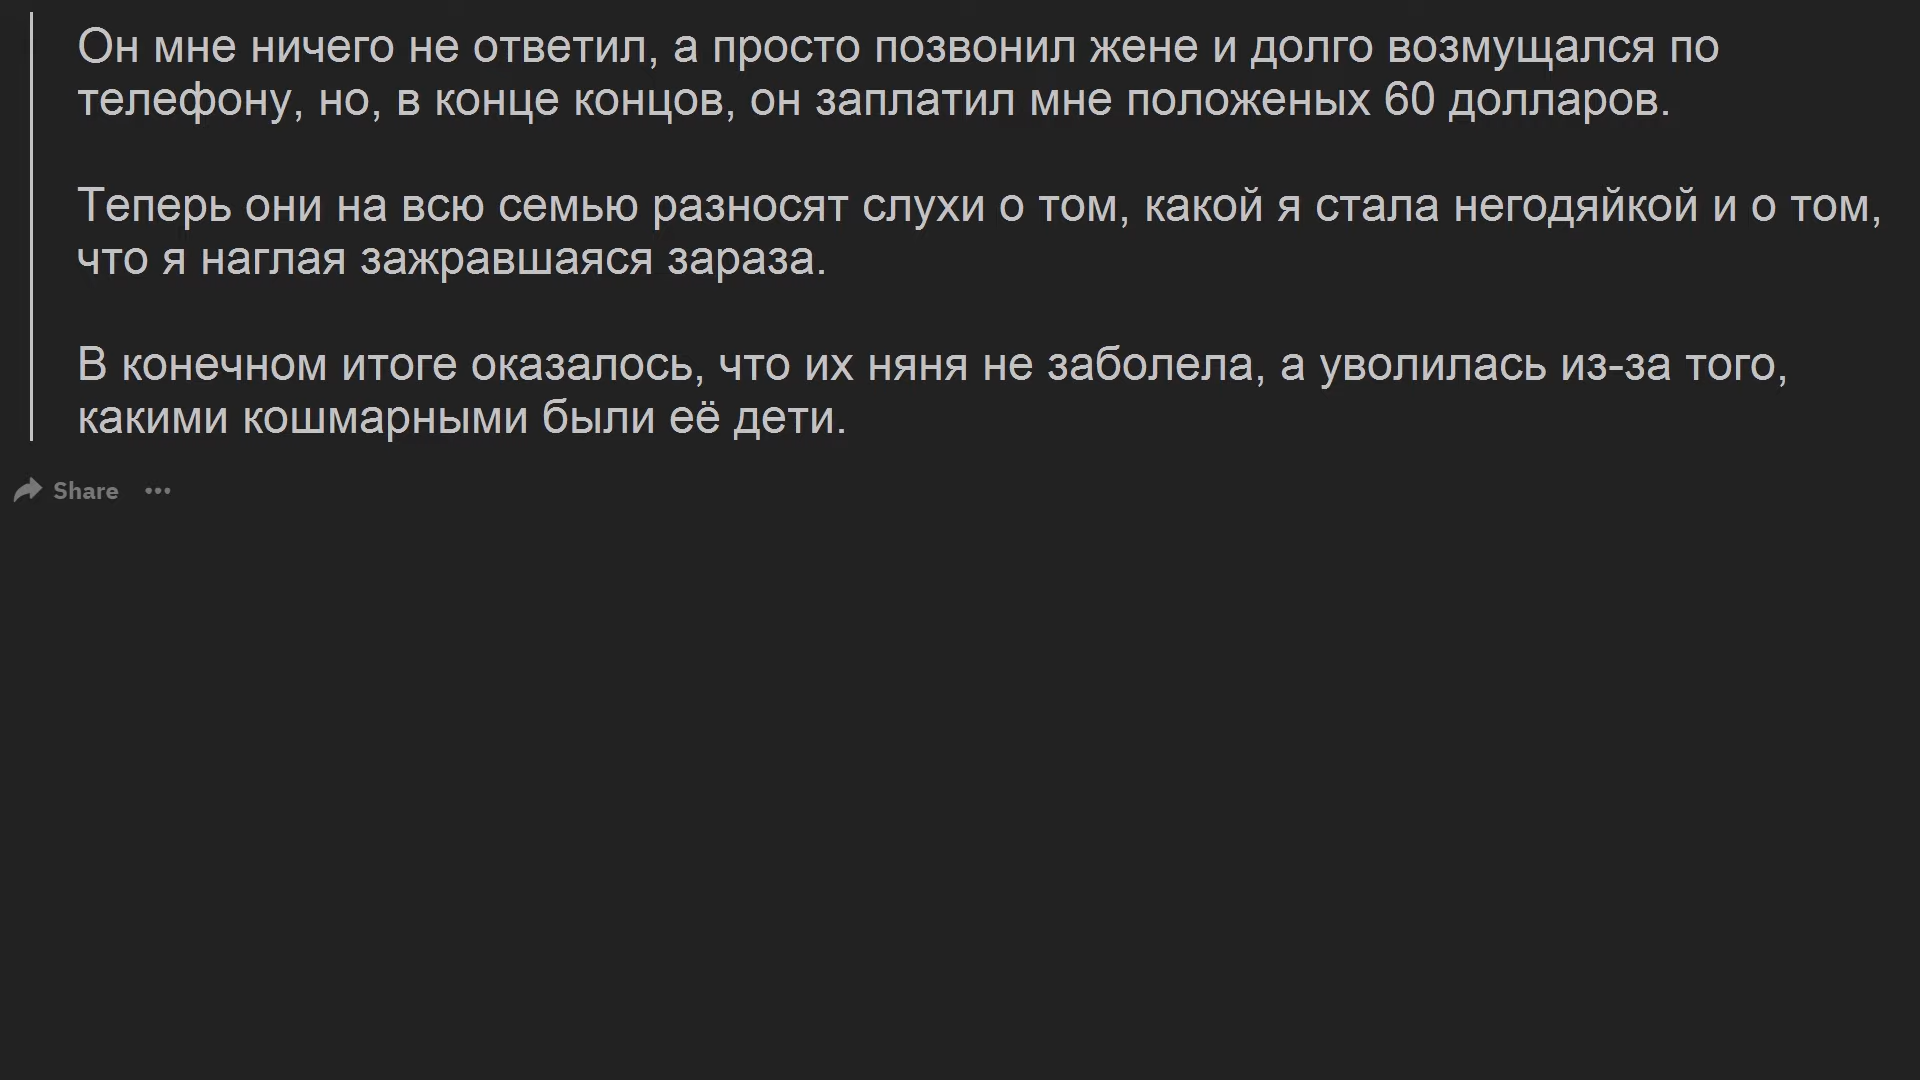 Он мне ничего не ответил, а просто позвонил жене и долго возмущался по
телефону, но, в конце концов, он заплатил мне положеных 60 долларов.
Теперь они на всю семью разносят слухи о том, какой я стала негодяйкой и о том,
что я наглая зажравшаяся зараза.
В конечном итоге оказалось, что их няня не заболела, а уволилась из-за того,
какими кошмарными были её дети.
Share ...